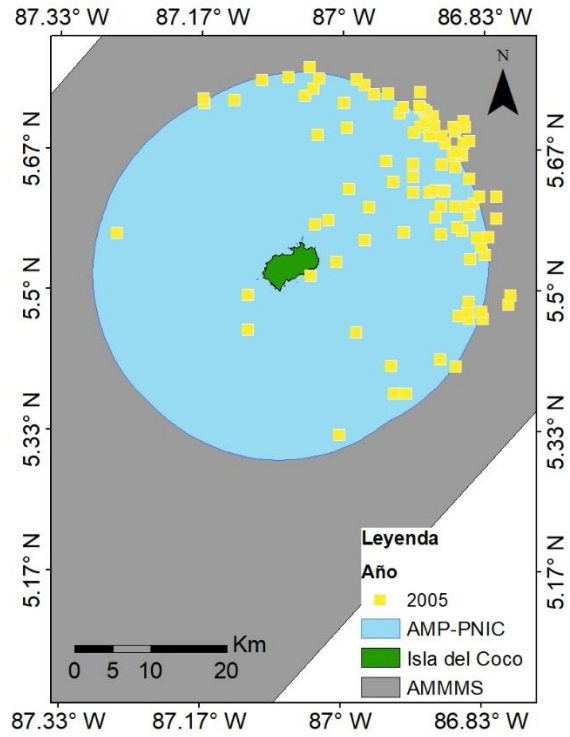 87.33° W 87.17° W 87° W 86.83° W
N
5.67° N 5.67° N
5.5° N 5.5° N
5.33° N 5.33° N
5.17° N 5.17° N
Leyenda
Año
2005
AMP-PNIC
Isla del Coco
AMMMS
Km
0 5 10 20
87.33° W 87.17° W 87° W 86.83° W